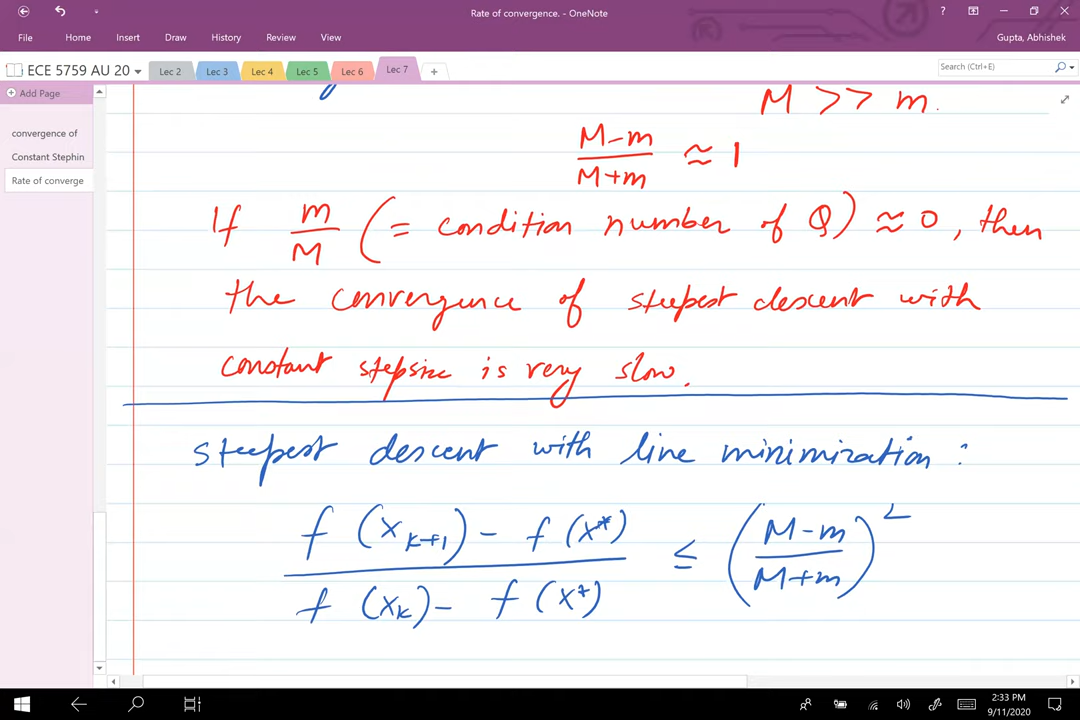 Rate of convergence. - OneNote
File Home Insert Draw History Review View Gupta, Abhishek
ECE 5759 AU 20 Lec 2 Lec 3 Lec 4 Lec 5 Lec 6 Lec 7 Search (Ctrl+E)
Add Page
convergence of
Constant Stephin
Rate of converge
M >> m.
M-m / M+m ≈ 1
If m/M (= condition number of Q) ≈ 0, then
the convergence of steepest descent with
constant stepsize is very slow.
steepest descent with line minimization :
f(x_{k+1}) - f(x*) / f(x_k) - f(x*) ≤ (M-m / M+m)^2
2:33 PM
9/11/2020